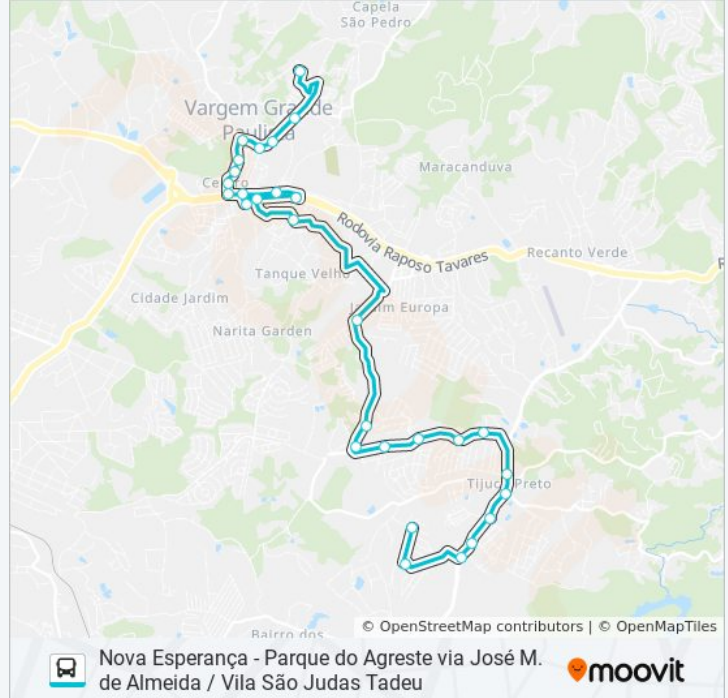 Capela
São Pedro
Vargem Grande
Paulista
Maracanduva
Centro
Rodovia Raposo Tavares
Recanto Verde
Tanque Velho
Cidade Jardim
Jardim Europa
Narita Garden
Tijuco Preto
© OpenStreetMap contributors | © OpenMapTiles
Bairro dos
Nova Esperança - Parque do Agreste via José M.
de Almeida / Vila São Judas Tadeu
moovit